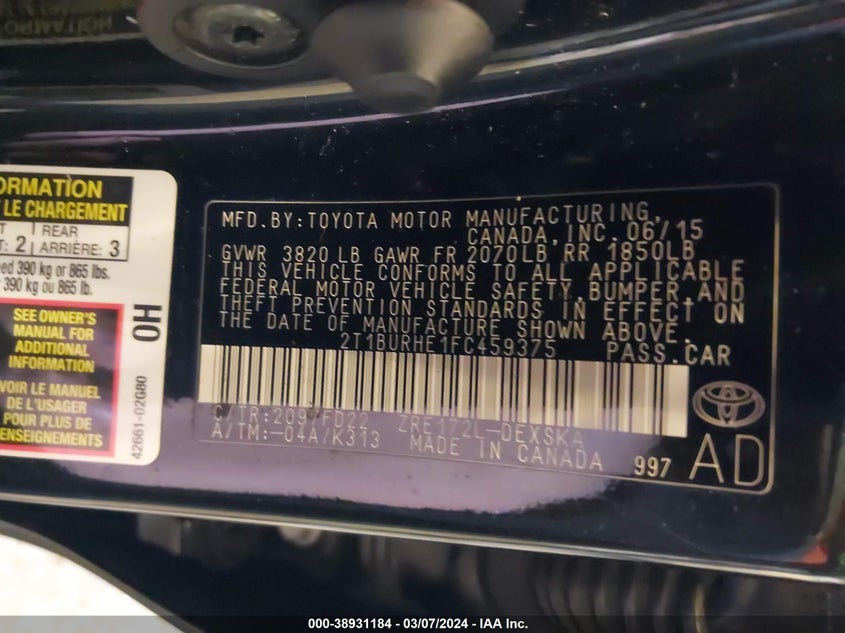 MFD.BY:TOYOTA MOTOR MANUFACTURING,
CANADA,INC. 06/15
GVWR 3820 LB GAWR FR 2070LB RR 1850LB
THIS VEHICLE CONFORMS TO ALL APPLICABLE
FEDERAL MOTOR VEHICLE SAFETY,BUMPER,AND
THEFT PREVENTION STANDARDS IN EFFECT ON
THE DATE OF MANUFACTURE SHOWN ABOVE.
2T1BURHE1FC459375 PASS.CAR
ZRE172L-DEXSKA
A/TM:-04A/K313 MADE IN CANADA 997 AD
ORMATION
LE CHARGEMENT
REAR
2 ARRIÈRE: 3
ed 390 kg or 865 lbs.
390 kg ou 865 lb.
SEE OWNER'S
MANUAL FOR
ADDITIONAL
INFORMATION
VOIR LE MANUEL
DE L'USAGER
POUR PLUS DE
ENSEIGNEMENTS
0H
42661-02G80
000-38931184 — 03/07/2024 — IAA Inc.